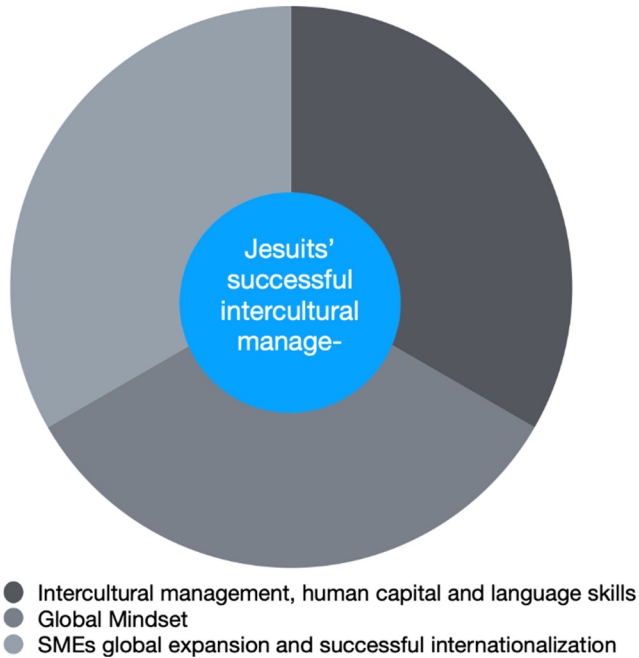 Jesuits’
successful
intercultural
manage-
Intercultural management, human capital and language skills
Global Mindset
SMEs global expansion and successful internationalization